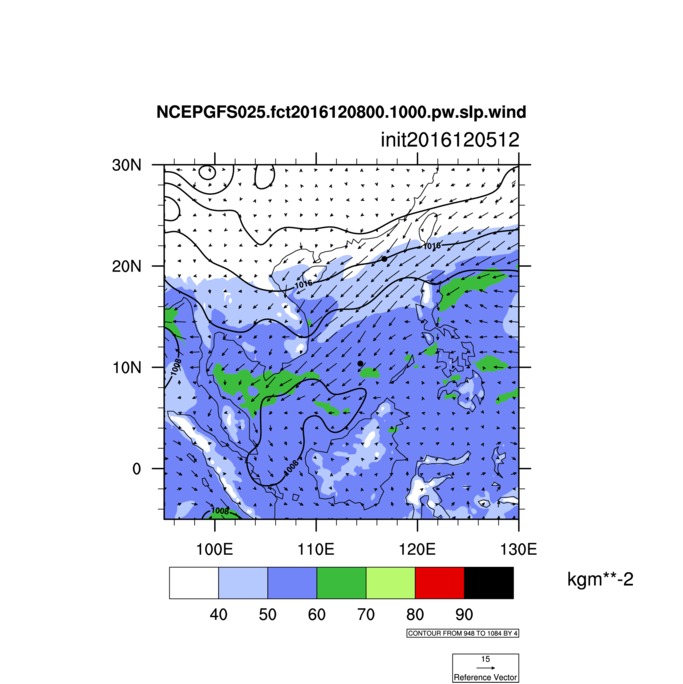 NCEPGFS025.fct2016120800.1000.pw.slp.wind
init2016120512
30N
1016
20N
1016
10N
1008
1008
0
1008
100E 110E 120E 130E
kgm**-2
40 50 60 70 80 90
CONTOUR FROM 948 TO 1084 BY 4
15
Reference Vector